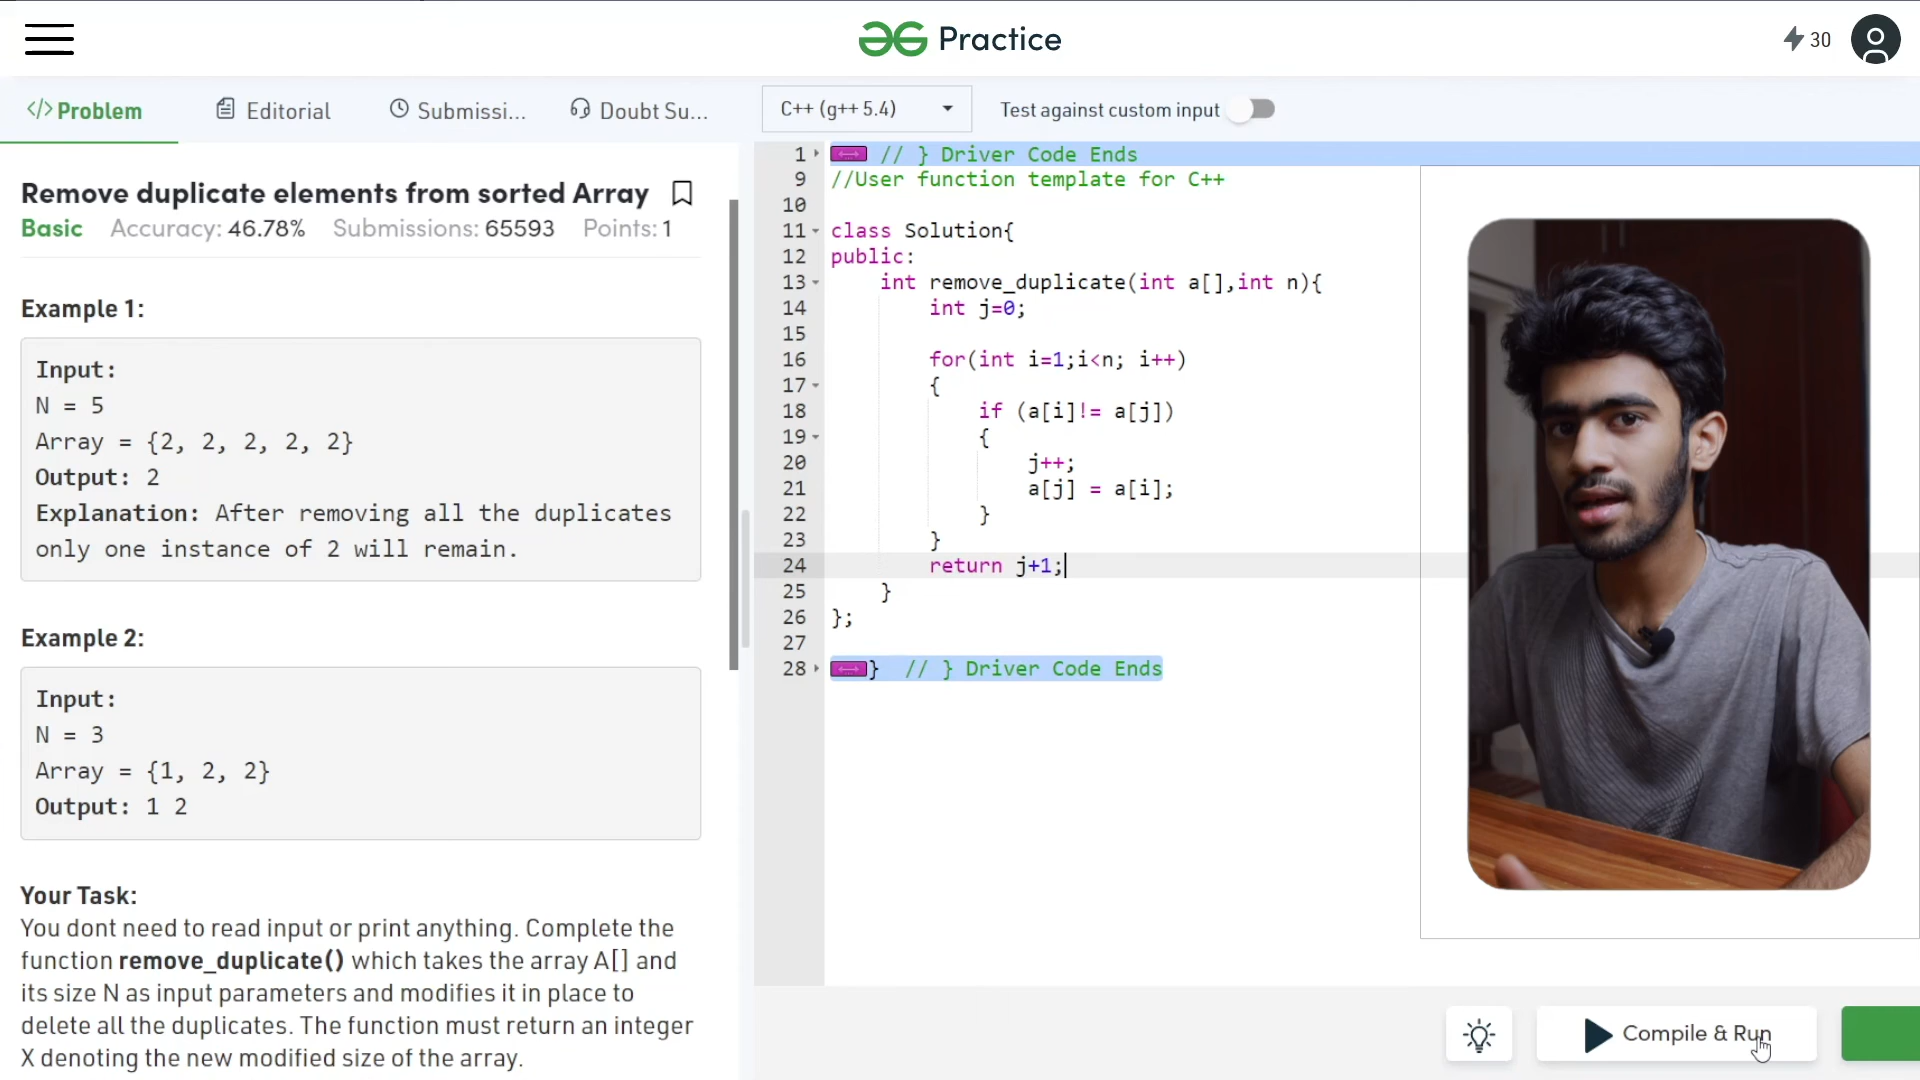 Practice
30
</> Problem
Editorial
Submissi...
Doubt Su...
C++ (g++ 5.4)
Test against custom input
Remove duplicate elements from sorted Array
Basic Accuracy: 46.78% Submissions: 65593 Points: 1
Example 1:
Input:
N = 5
Array = {2, 2, 2, 2, 2}
Output: 2
Explanation: After removing all the duplicates
only one instance of 2 will remain.
Example 2:
Input:
N = 3
Array = {1, 2, 2}
Output: 1 2
Your Task:
You dont need to read input or print anything. Complete the
function remove_duplicate() which takes the array A[] and
its size N as input parameters and modifies it in place to
delete all the duplicates. The function must return an integer
X denoting the new modified size of the array.
1 // } Driver Code Ends
9 //User function template for C++
10
11 class Solution{
12 public:
13 int remove_duplicate(int a[],int n){
14 int j=0;
15
16 for(int i=1;i<n; i++)
17 {
18 if (a[i]!= a[j])
19 {
20 j++;
21 a[j] = a[i];
22 }
23 }
24 return j+1;
25 }
26 };
27
28 } // } Driver Code Ends
Compile & Run